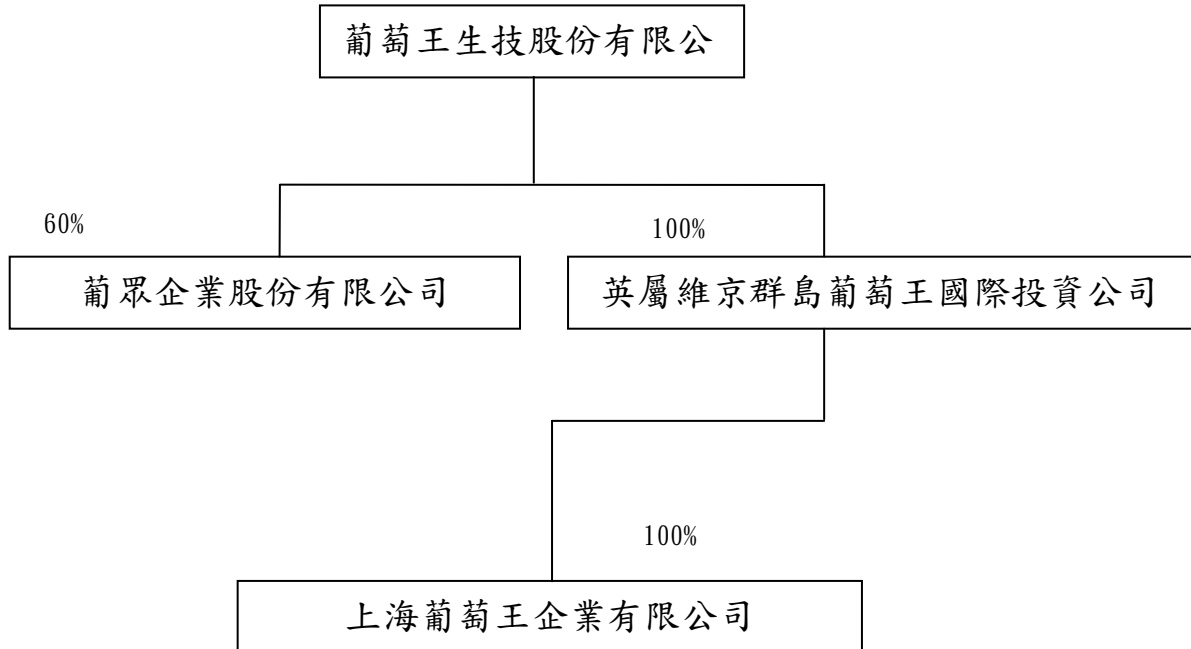 葡萄王生技股份有限公
60%
100%
葡眾企業股份有限公司
英屬維京群島葡萄王國際投資公司
100%
上海葡萄王企業有限公司